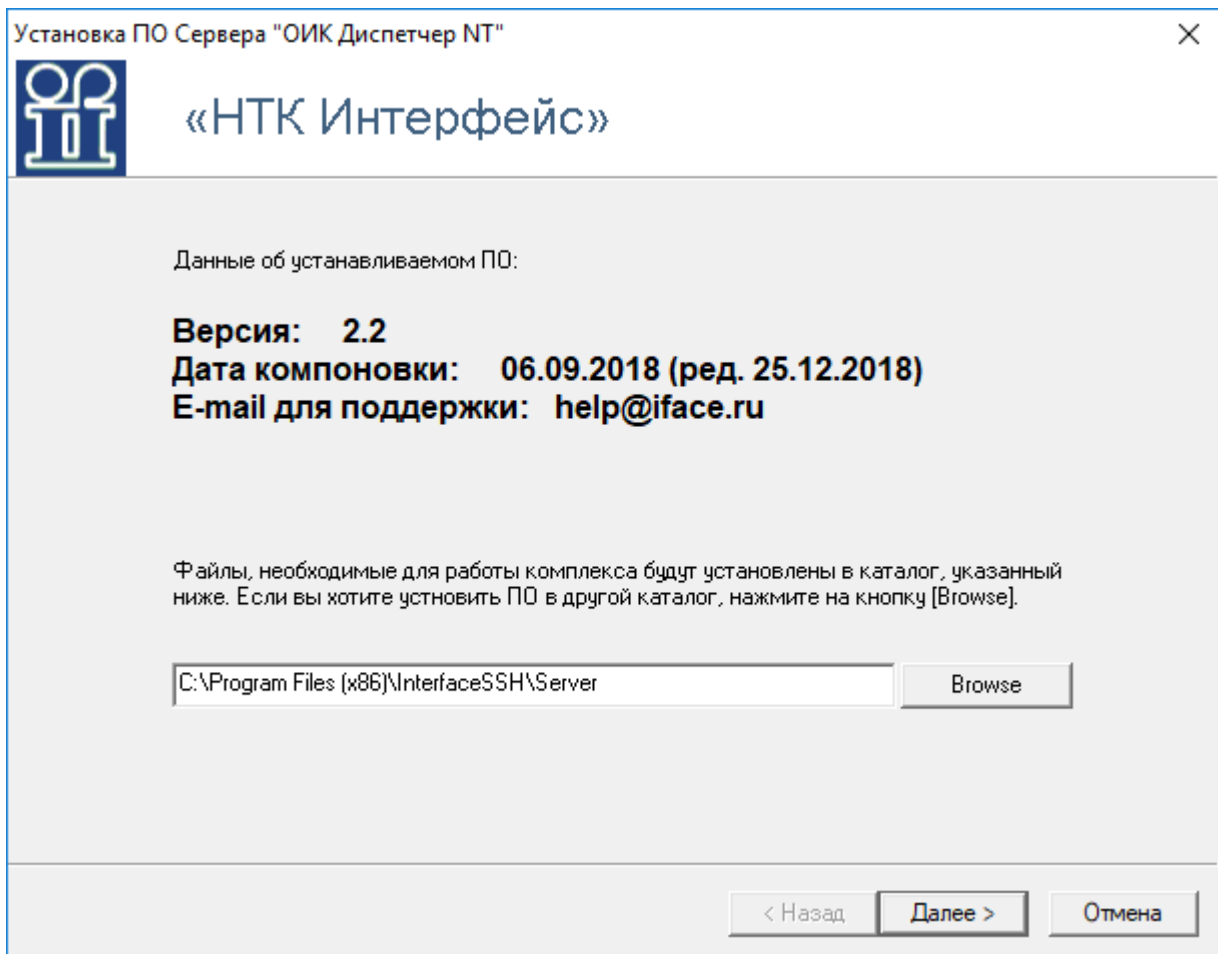 Установка ПО Сервера "ОИК Диспетчер NT"
«НТК Интерфейс»
Данные об устанавливаемом ПО:
Версия: 2.2
Дата компоновки: 06.09.2018 (ред. 25.12.2018)
E-mail для поддержки: help@iface.ru
Файлы, необходимые для работы комплекса будут установлены в каталог, указанный
ниже. Если вы хотите устновить ПО в другой каталог, нажмите на кнопку [Browse].
C:\Program Files (x86)\InterfaceSSH\Server
Browse
< Назад
Далее >
Отмена